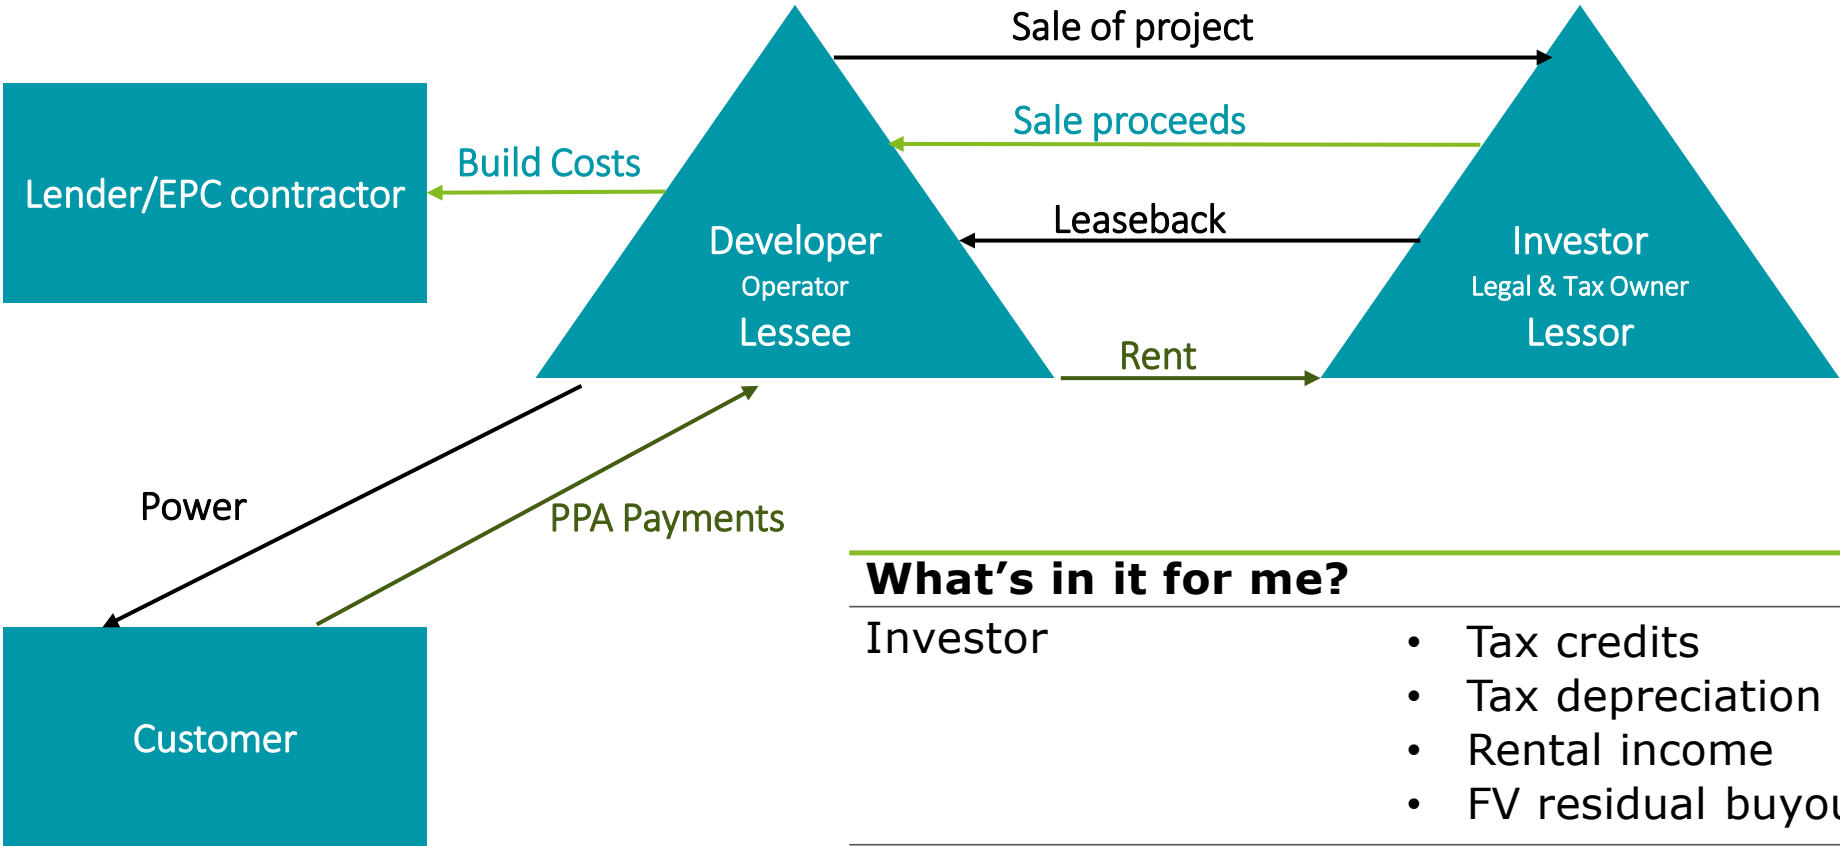 Sale of project
Sale proceeds
Build Costs
Lender/EPC contractor
Leaseback
Developer
Operator
Lessee
Investor
Legal & Tax Owner
Lessor
Rent
Power
PPA Payments
Customer
What’s in it for me?
Investor
• Tax credits
• Tax depreciation
• Rental income
• FV residual